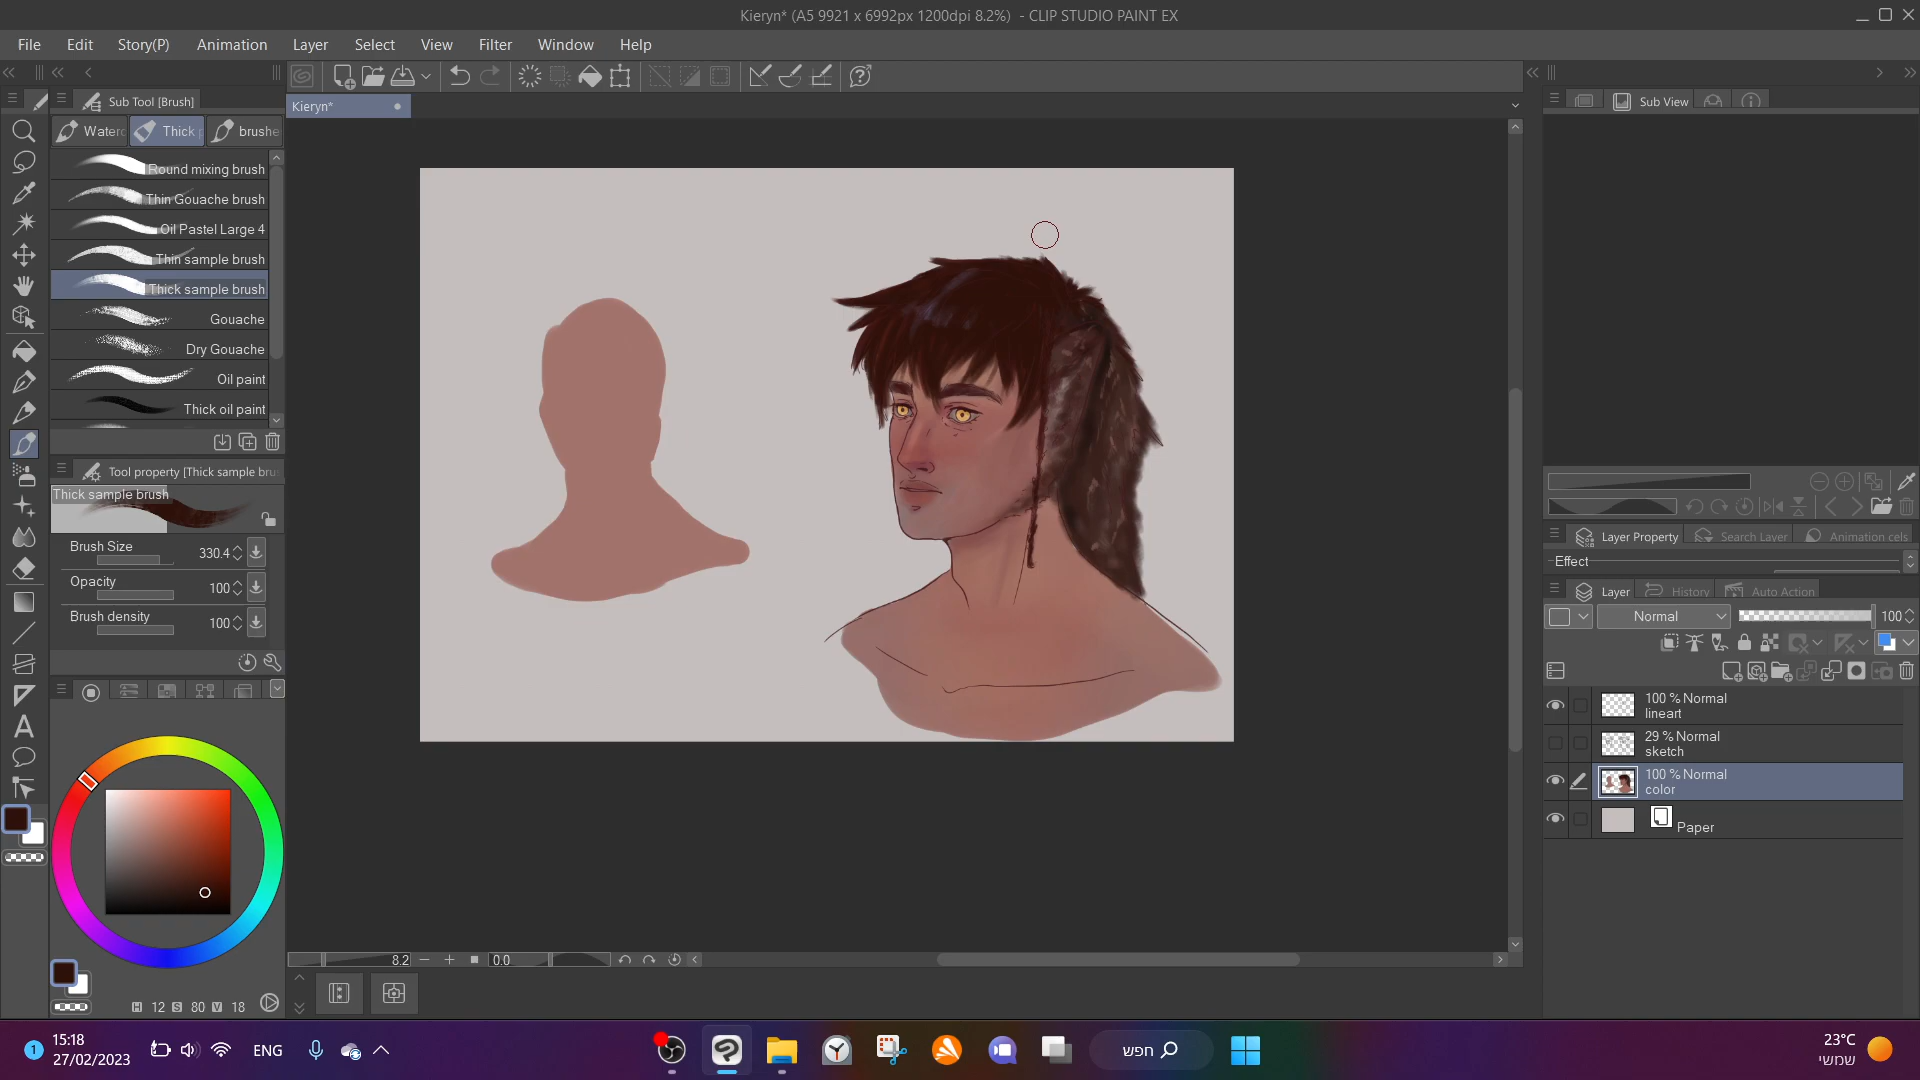 Kieryn* (A5 9921 x 6992px 1200dpi 8.2%) - CLIP STUDIO PAINT EX
File Edit Story(P) Animation Layer Select View Filter Window Help
Sub Tool [Brush]
Kieryn*
Sub View
Waterc Thick p brushe
Round mixing brush
Thin Gouache brush
Oil Pastel Large 4
Thin sample brush
Thick sample brush
Gouache
Dry Gouache
Oil paint
Thick oil paint
Tool property [Thick sample brus
Thick sample brush
Brush Size 330.4
Opacity 100
Brush density 100
H 12 S 80 V 18
8.2 0.0
Layer Property Search Layer Animation cels
Effect
Layer History Auto Action
Normal 100
100 % Normal
lineart
29 % Normal
sketch
100 % Normal
color
Paper
1
15:18
27/02/2023
ENG
חפש
23°C
שמשי